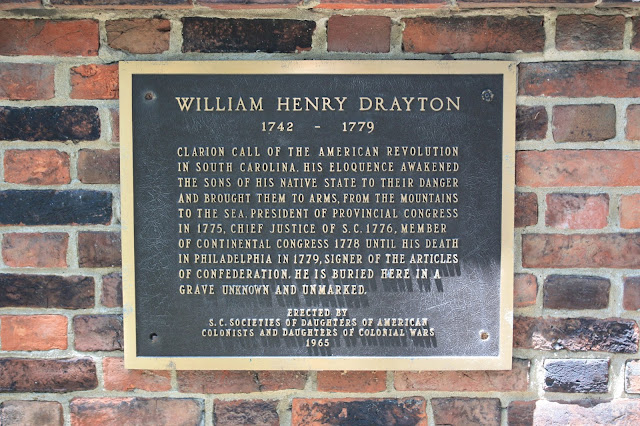 WILLIAM HENRY DRAYTON
1742 - 1779
CLARION CALL OF THE AMERICAN REVOLUTION
IN SOUTH CAROLINA. HIS ELOQUENCE AWAKENED
THE SONS OF HIS NATIVE STATE TO THEIR DANGER
AND BROUGHT THEM TO ARMS, FROM THE MOUNTAINS
TO THE SEA. PRESIDENT OF PROVINCIAL CONGRESS
IN 1775, CHIEF JUSTICE OF S.C. 1776, MEMBER
OF CONTINENTAL CONGRESS 1778 UNTIL HIS DEATH
IN PHILADELPHIA IN 1779, SIGNER OF THE ARTICLES
OF CONFEDERATION. HE IS BURIED HERE IN A
GRAVE UNKNOWN AND UNMARKED.
ERECTED BY
S.C. SOCIETIES OF DAUGHTERS OF AMERICAN
COLONISTS AND DAUGHTERS OF COLONIAL WARS
1965